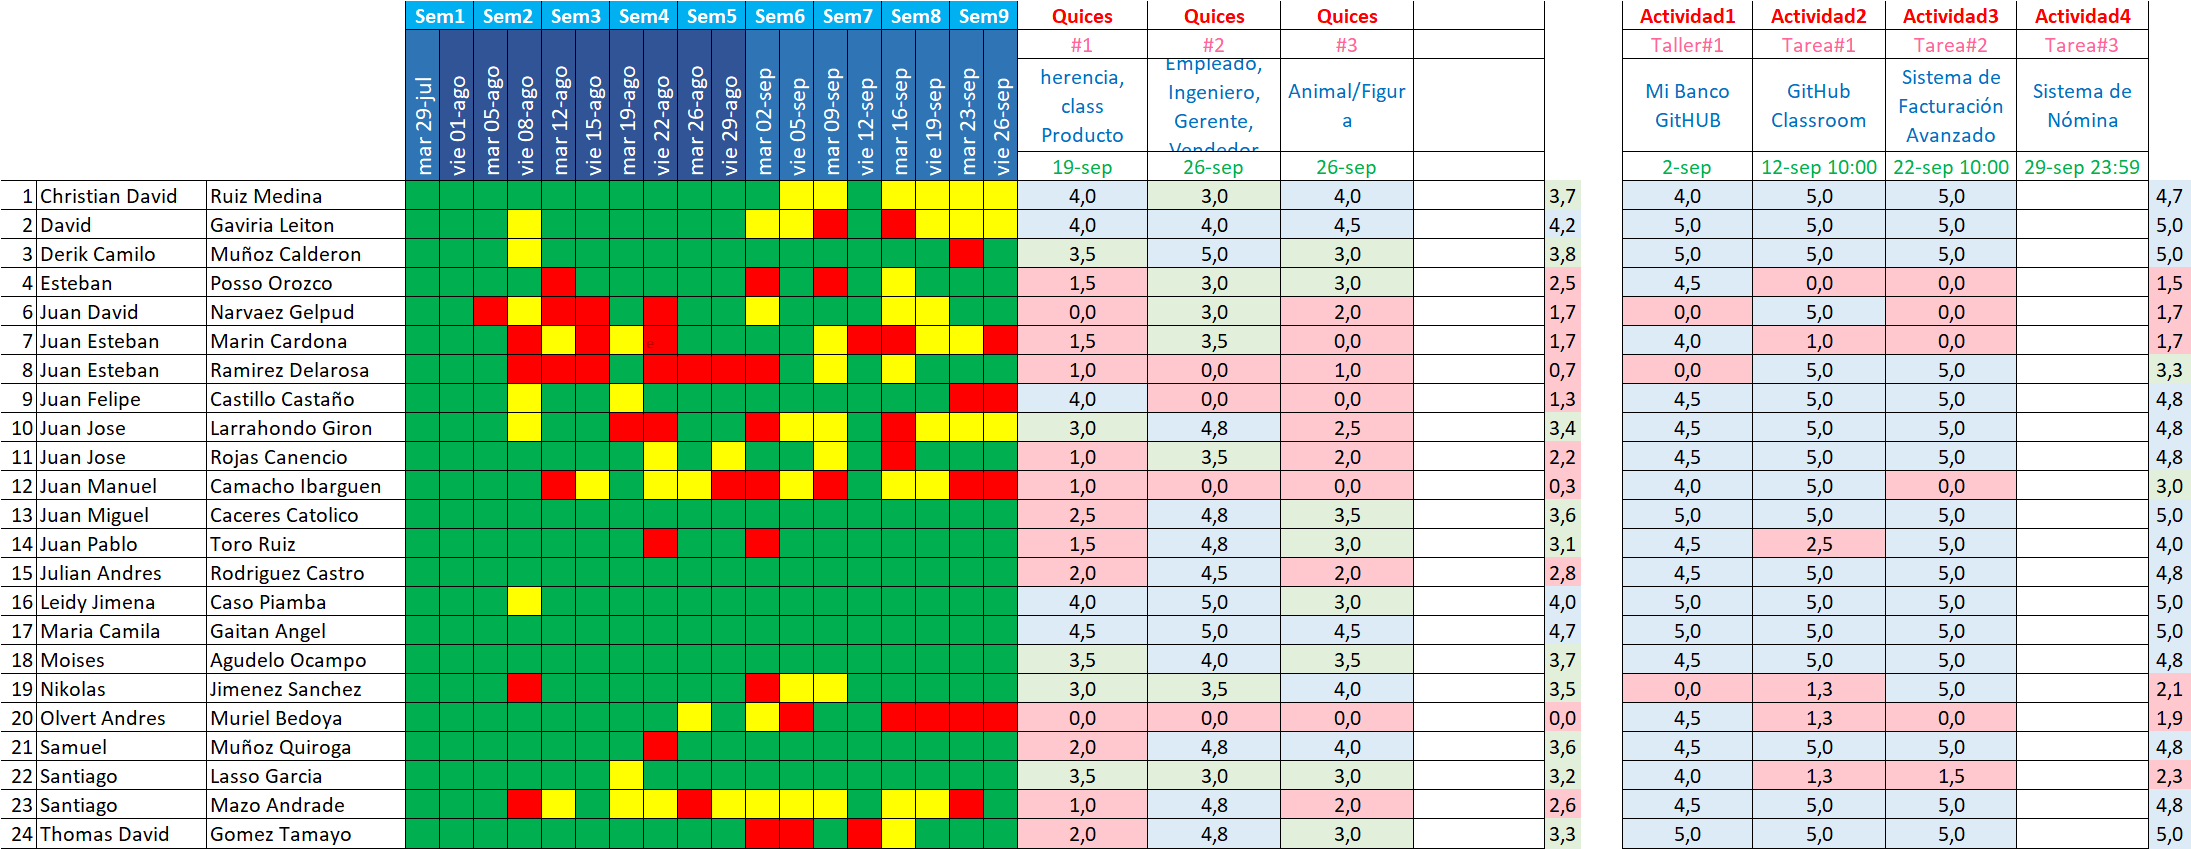 Sem1 Sem2 Sem3 Sem4 Sem5 Sem6 Sem7 Sem8 Sem9 Quices Quices Quices Actividad1 Actividad2 Actividad3 Actividad4
#1 #2 #3 Taller#1 Tarea#1 Tarea#2 Tarea#3
mar 29-jul
vie 01-ago
mar 05-ago
vie 08-ago
mar 12-ago
vie 15-ago
mar 19-ago
vie 22-ago
mar 26-ago
vie 29-ago
mar 02-sep
vie 05-sep
mar 09-sep
vie 12-sep
mar 16-sep
vie 19-sep
mar 23-sep
vie 26-sep
herencia,
class
Producto
Empleado,
Ingeniero,
Gerente,
Vendedor
Animal/Figur
a
Mi Banco
GitHUB
GitHub
Classroom
Sistema de
Facturación
Avanzado
Sistema de
Nómina
19-sep 26-sep 26-sep 2-sep 12-sep 10:00 22-sep 10:00 29-sep 23:59
1 Christian David Ruiz Medina 4,0 3,0 4,0 3,7 4,0 5,0 5,0 4,7
2 David Gaviria Leiton 4,0 4,0 4,5 4,2 5,0 5,0 5,0 5,0
3 Derik Camilo Muñoz Calderon 3,5 5,0 3,0 3,8 5,0 5,0 5,0 5,0
4 Esteban Posso Orozco 1,5 3,0 3,0 2,5 4,5 0,0 0,0 1,5
6 Juan David Narvaez Gelpud 0,0 3,0 2,0 1,7 0,0 5,0 0,0 1,7
7 Juan Esteban Marin Cardona e 1,5 3,5 0,0 1,7 4,0 1,0 0,0 1,7
8 Juan Esteban Ramirez Delarosa 1,0 0,0 1,0 0,7 0,0 5,0 5,0 3,3
9 Juan Felipe Castillo Castaño 4,0 0,0 0,0 1,3 4,5 5,0 5,0 4,8
10 Juan Jose Larrahondo Giron 3,0 4,8 2,5 3,4 4,5 5,0 5,0 4,8
11 Juan Jose Rojas Canencio 1,0 3,5 2,0 2,2 4,5 5,0 5,0 4,8
12 Juan Manuel Camacho Ibarguen 1,0 0,0 0,0 0,3 4,0 5,0 0,0 3,0
13 Juan Miguel Caceres Catolico 2,5 4,8 3,5 3,6 5,0 5,0 5,0 5,0
14 Juan Pablo Toro Ruiz 1,5 4,8 3,0 3,1 4,5 2,5 5,0 4,0
15 Julian Andres Rodriguez Castro 2,0 4,5 2,0 2,8 4,5 5,0 5,0 4,8
16 Leidy Jimena Caso Piamba 4,0 5,0 3,0 4,0 5,0 5,0 5,0 5,0
17 Maria Camila Gaitan Angel 4,5 5,0 4,5 4,7 5,0 5,0 5,0 5,0
18 Moises Agudelo Ocampo 3,5 4,0 3,5 3,7 4,5 5,0 5,0 4,8
19 Nikolas Jimenez Sanchez 3,0 3,5 4,0 3,5 0,0 1,3 5,0 2,1
20 Olvert Andres Muriel Bedoya 0,0 0,0 0,0 0,0 4,5 1,3 0,0 1,9
21 Samuel Muñoz Quiroga 2,0 4,8 4,0 3,6 4,5 5,0 5,0 4,8
22 Santiago Lasso Garcia 3,5 3,0 3,0 3,2 4,0 1,3 1,5 2,3
23 Santiago Mazo Andrade 1,0 4,8 2,0 2,6 4,5 5,0 5,0 4,8
24 Thomas David Gomez Tamayo 2,0 4,8 3,0 3,3 5,0 5,0 5,0 5,0